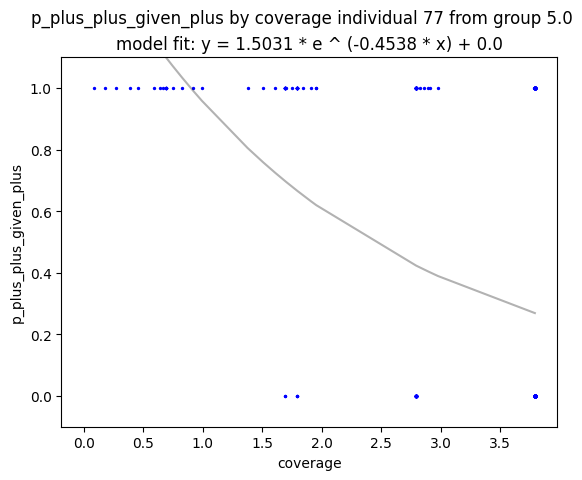 p_plus_plus_given_plus by coverage individual 77 from group 5.0
model fit: y = 1.5031 * e ^ (-0.4538 * x) + 0.0
1.0
0.8
0.6
0.4
0.2
0.0
p_plus_plus_given_plus
0.0 0.5 1.0 1.5 2.0 2.5 3.0 3.5
coverage